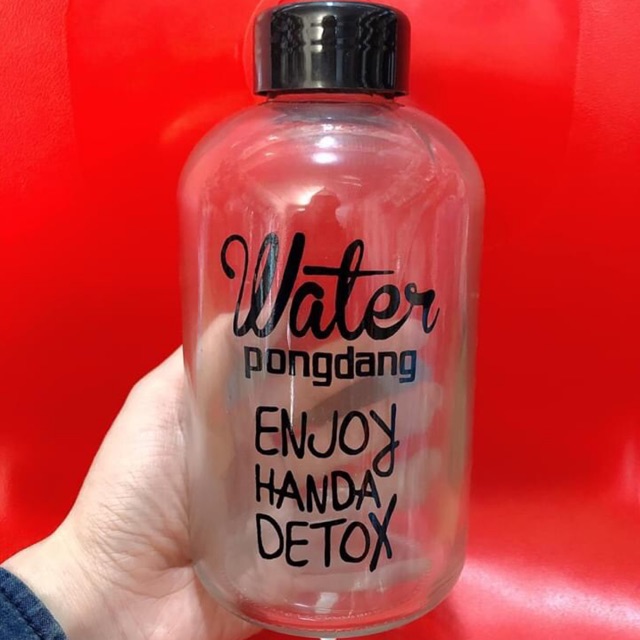 Water
pongdang
ENJOY
HANDA
DETOX